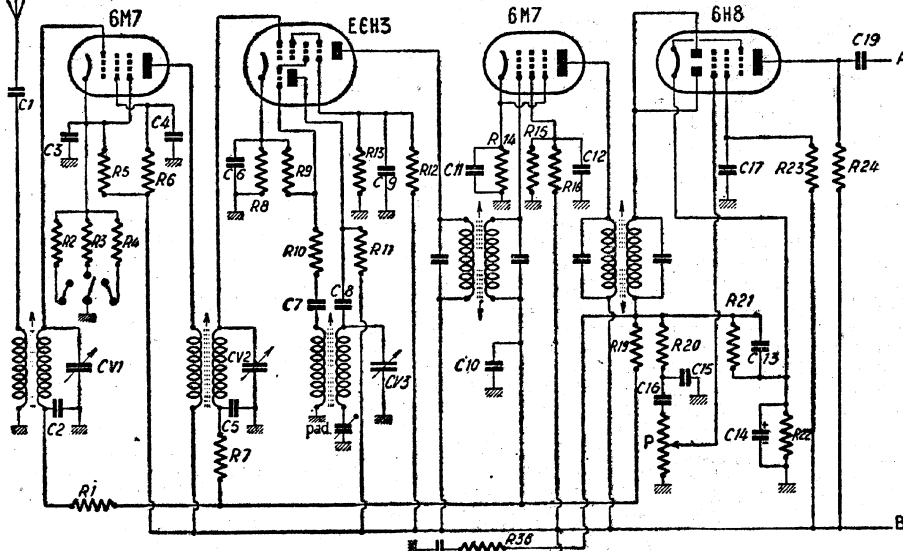 6M7
EEH3
6M7
6H8
C19
A
C1
C3
C4
R5
R6
C6
R8
R9
R13
C9
R12
C11
R14
R15
R16
C12
C17
R23
R24
R2
R3
R4
R10
R11
C7
C8
CV1
C2
CV2
C5
R7
pad.
CV3
C10
R19
R20
R21
C13
C15
C16
P
C14
R22
R1
B
R38